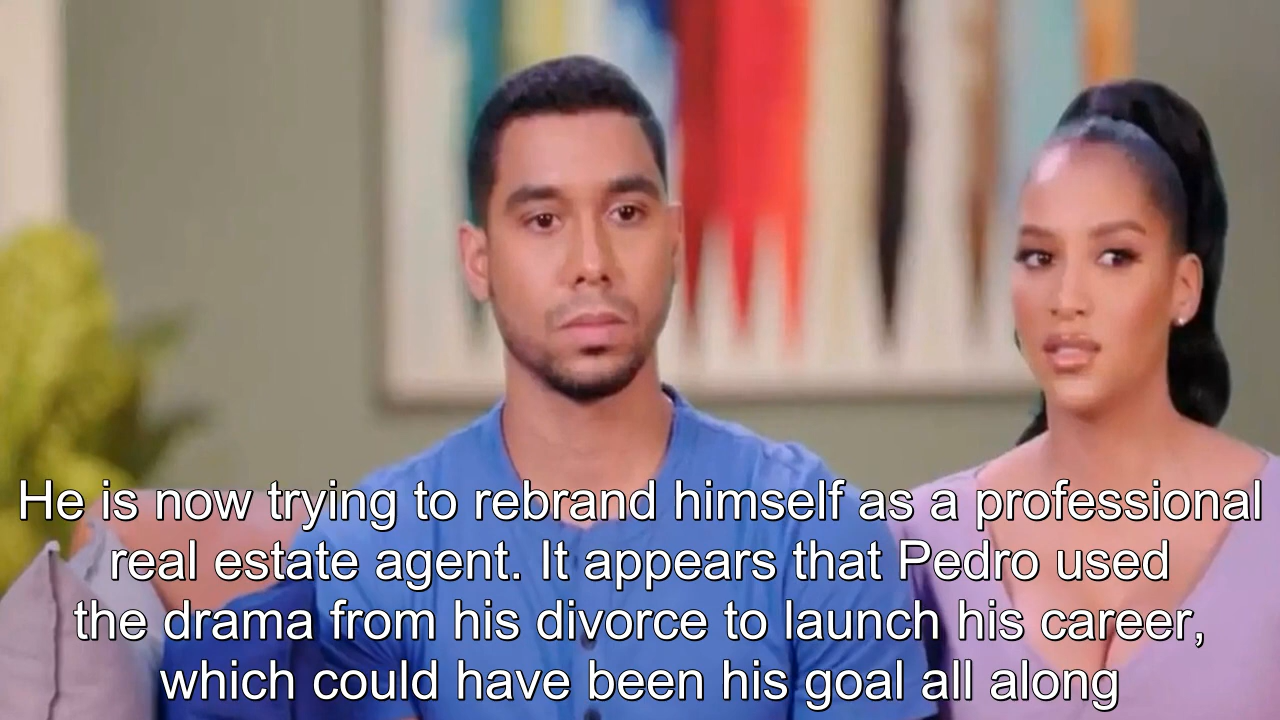 He is now trying to rebrand himself as a professional
real estate agent. It appears that Pedro used
the drama from his divorce to launch his career,
which could have been his goal all along